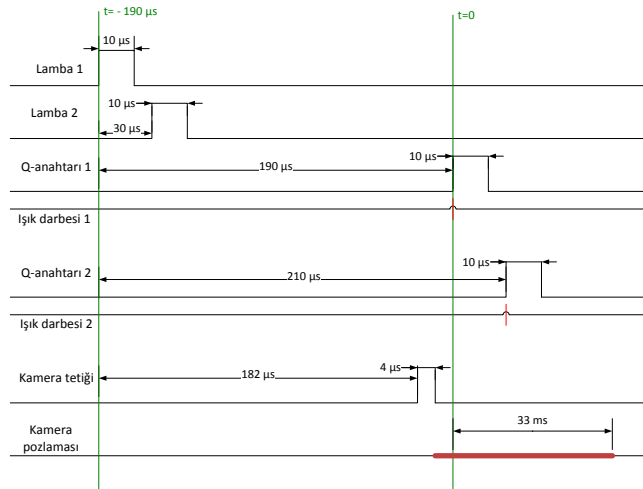 t= - 190 µs
t=0
10 µs
Lamba 1
10 µs
Lamba 2
30 µs
10 µs
Q-anahtarı 1
190 µs
Işık darbesi 1
10 µs
Q-anahtarı 2
210 µs
Işık darbesi 2
4 µs
Kamera tetiği
182 µs
33 ms
Kamera
pozlaması